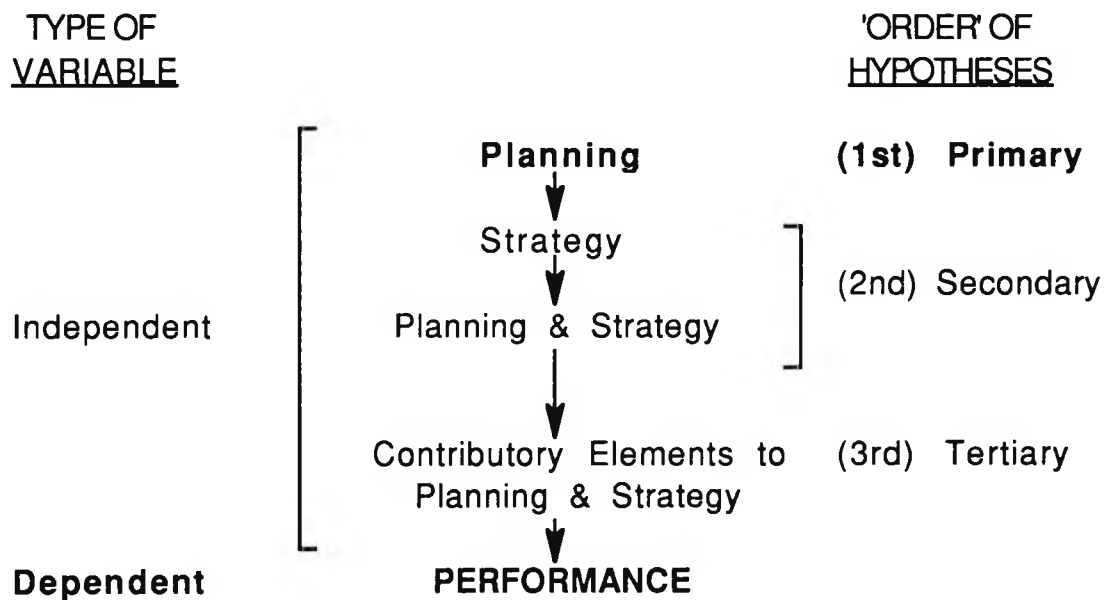 TYPE OF
VARIABLE
'ORDER' OF
HYPOTHESES
Planning
(1st) Primary
Strategy
(2nd) Secondary
Independent
Planning & Strategy
Contributory Elements to
Planning & Strategy
(3rd) Tertiary
Dependent
PERFORMANCE